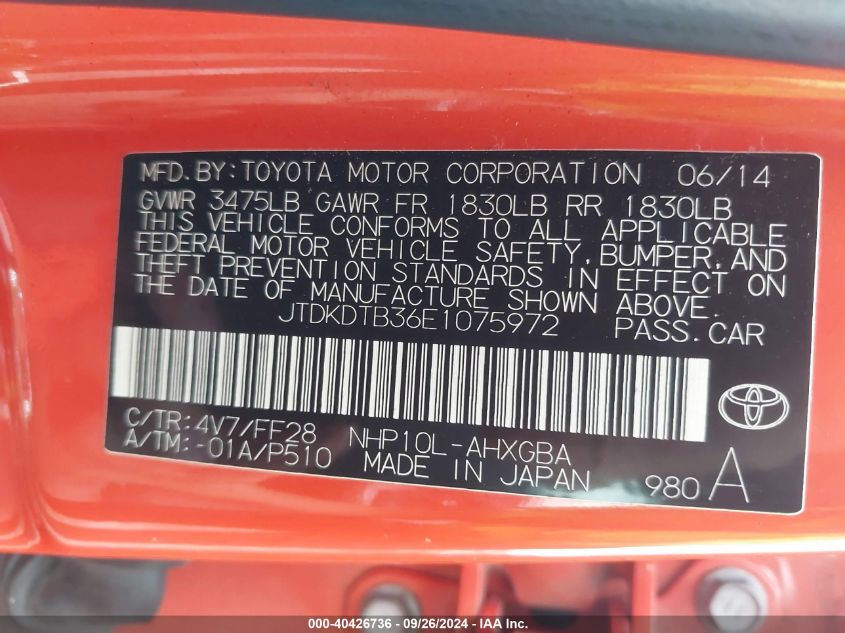 MFD.BY:TOYOTA MOTOR CORPORATION 06/14
GVWR 3475LB GAWR FR 1830LB RR 1830LB
THIS VEHICLE CONFORMS TO ALL APPLICABLE
FEDERAL MOTOR VEHICLE SAFETY,BUMPER,AND
THEFT PREVENTION STANDARDS IN EFFECT ON
THE DATE OF MANUFACTURE SHOWN ABOVE.
JTDKDTB36E1075972 PASS.CAR
C/TR:4V7/FF28 NHP10L-AHXGBA
A/TM:-01A/P510 MADE IN JAPAN 980 A
000-40426736 - 09/26/2024 - IAA Inc.